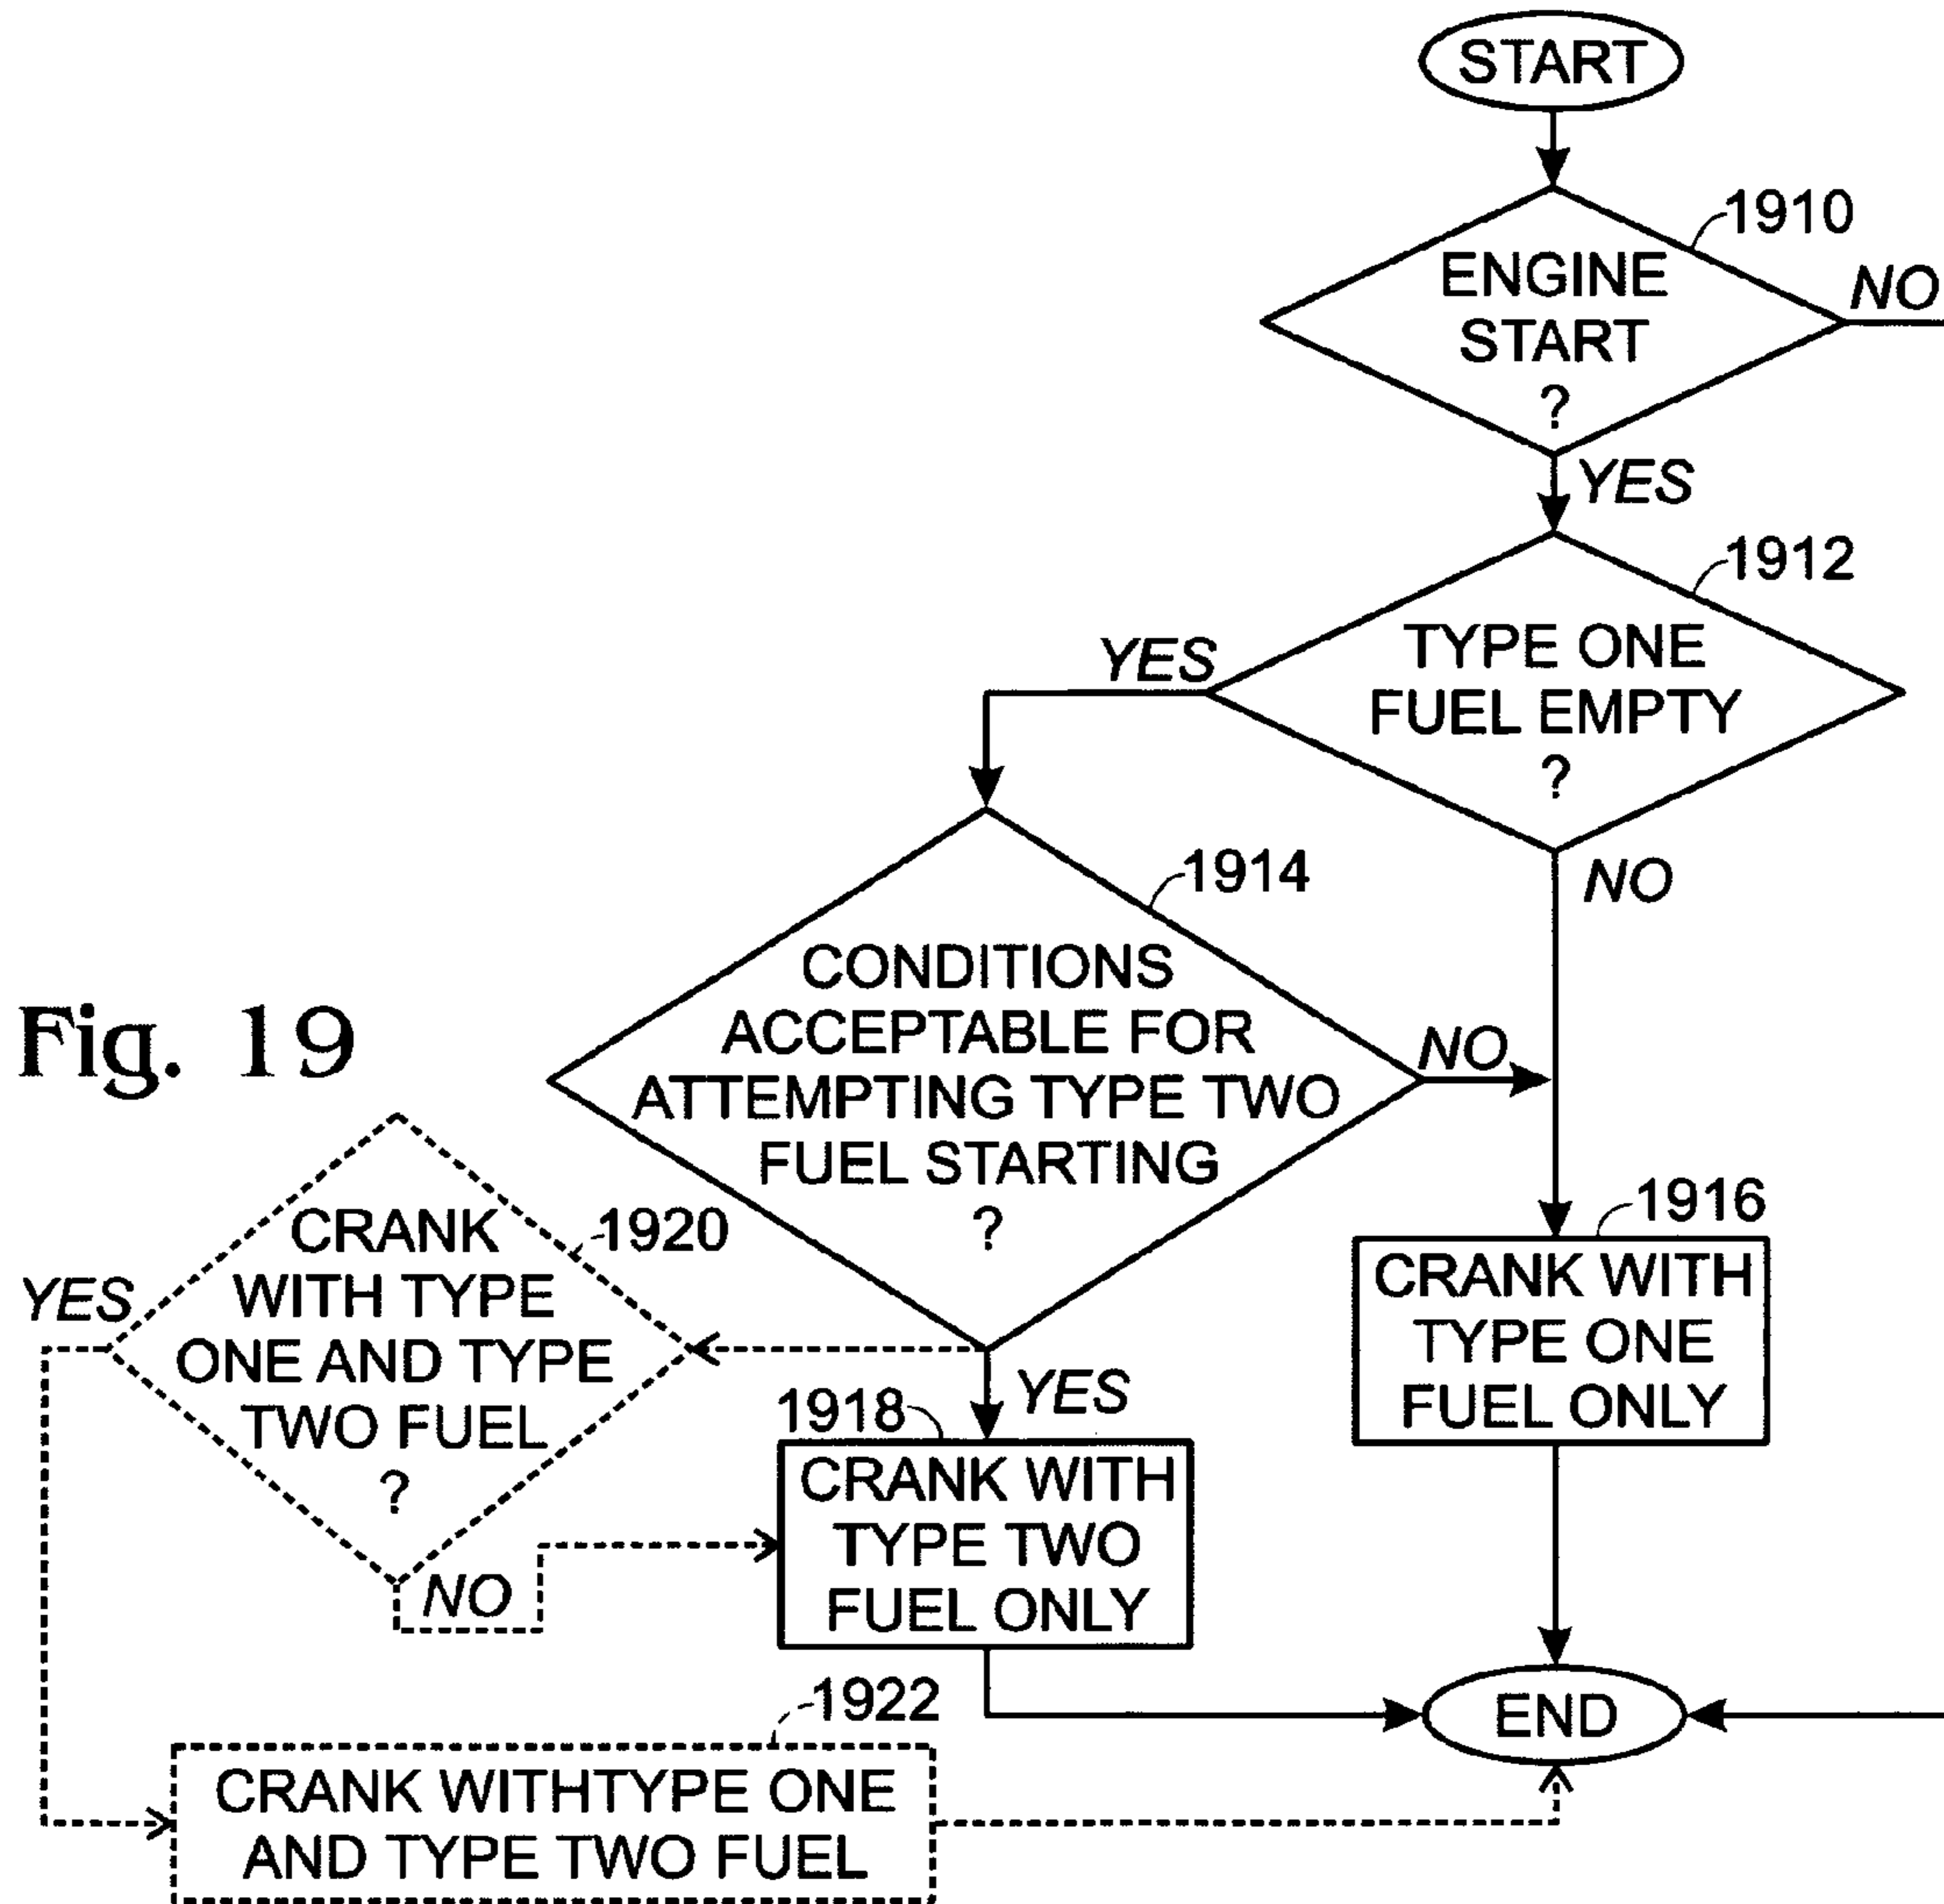 START
1910
ENGINE
START
?
NO
YES
1912
TYPE ONE
FUEL EMPTY
?
YES
NO
1914
CONDITIONS
ACCEPTABLE FOR
ATTEMPTING TYPE TWO
FUEL STARTING
?
NO
YES
Fig. 19
1920
CRANK
WITH TYPE
ONE AND TYPE
TWO FUEL
?
YES
NO
1916
CRANK WITH
TYPE ONE
FUEL ONLY
1918
CRANK WITH
TYPE TWO
FUEL ONLY
1922
CRANK WITHTYPE ONE
AND TYPE TWO FUEL
END